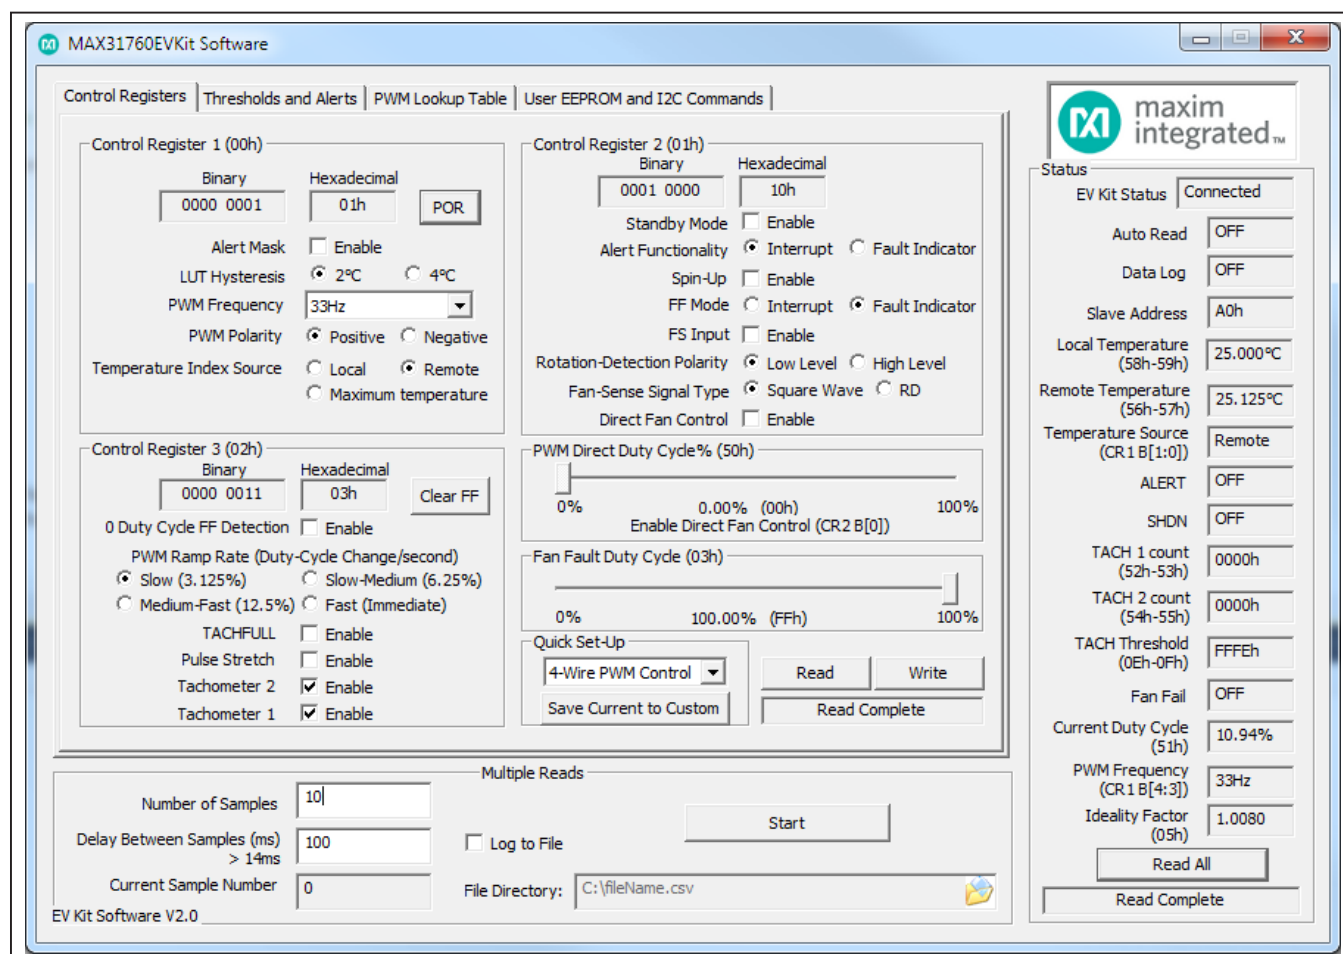 MAX31760EVKit Software
Control Registers
Thresholds and Alerts
PWM Lookup Table
User EEPROM and I2C Commands
Control Register 1 (00h)
Binary Hexadecimal
0000 0001 01h POR
Alert Mask Enable
LUT Hysteresis 2°C 4°C
PWM Frequency 33Hz
PWM Polarity Positive Negative
Temperature Index Source Local Remote
Maximum temperature
Control Register 3 (02h)
Binary Hexadecimal
0000 0011 03h Clear FF
0 Duty Cycle FF Detection Enable
PWM Ramp Rate (Duty-Cycle Change/second)
Slow (3.125%) Slow-Medium (6.25%)
Medium-Fast (12.5%) Fast (Immediate)
TACHFULL Enable
Pulse Stretch Enable
Tachometer 2 Enable
Tachometer 1 Enable
Control Register 2 (01h)
Binary Hexadecimal
0001 0000 10h
Standby Mode Enable
Alert Functionality Interrupt Fault Indicator
Spin-Up Enable
FF Mode Interrupt Fault Indicator
FS Input Enable
Rotation-Detection Polarity Low Level High Level
Fan-Sense Signal Type Square Wave RD
Direct Fan Control Enable
PWM Direct Duty Cycle% (50h)
0% 0.00% (00h) 100%
Enable Direct Fan Control (CR2 B[0])
Fan Fault Duty Cycle (03h)
0% 100.00% (FFh) 100%
Quick Set-Up
4-Wire PWM Control Read Write
Save Current to Custom Read Complete
Multiple Reads
Number of Samples 10
Delay Between Samples (ms) 100
> 14ms
Current Sample Number 0
Log to File
Start
File Directory: C:\fileName.csv
EV Kit Software V2.0
maxim
integrated™
Status
EV Kit Status Connected
Auto Read OFF
Data Log OFF
Slave Address A0h
Local Temperature 25.000°C
(58h-59h)
Remote Temperature 25.125°C
(56h-57h)
Temperature Source Remote
(CR1 B[1:0])
ALERT OFF
SHDN OFF
TACH 1 count 0000h
(52h-53h)
TACH 2 count 0000h
(54h-55h)
TACH Threshold FFFEh
(0Eh-0Fh)
Fan Fail OFF
Current Duty Cycle 10.94%
(51h)
PWM Frequency 33Hz
(CR1 B[4:3])
Ideality Factor 1.0080
(05h)
Read All
Read Complete